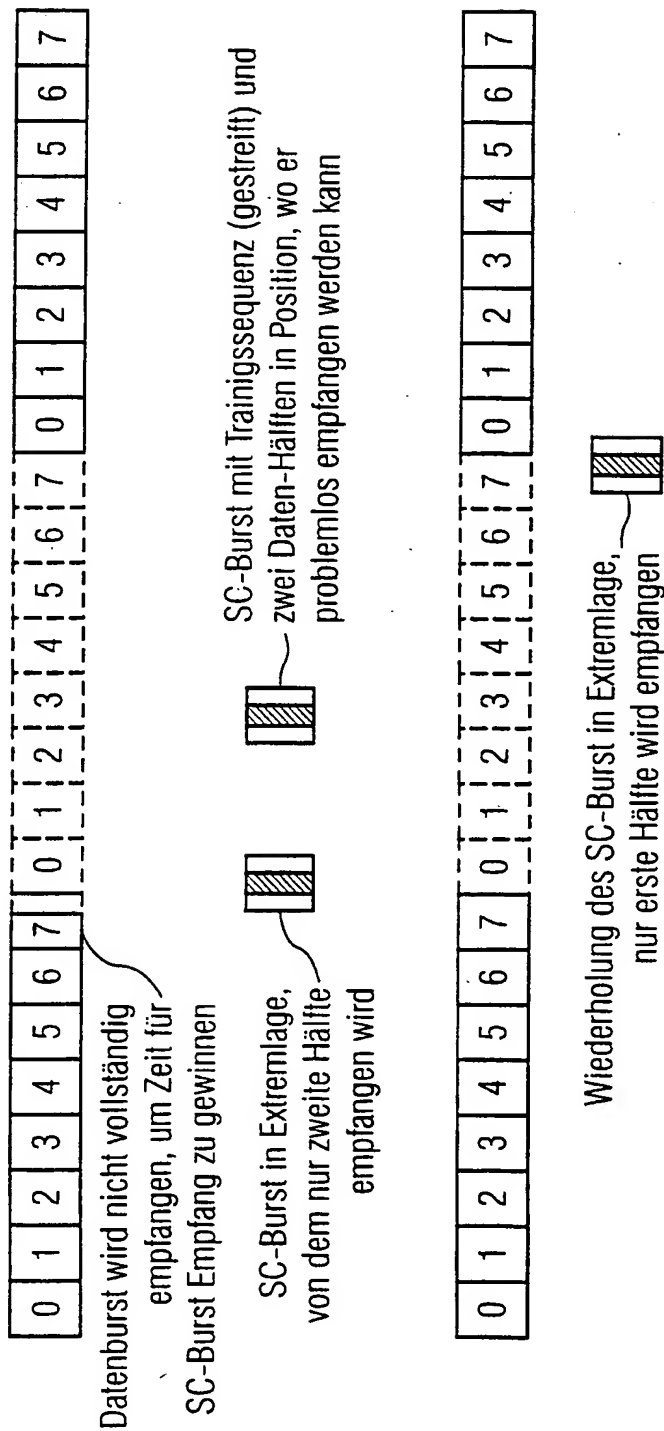 0 1 2 3 4 5 6 7 0 1 2 3 4 5 6 7 0 1 2 3 4 5 6 7
Datenburst wird nicht vollständig
empfangen, um Zeit für
SC-Burst Empfang zu gewinnen
SC-Burst in Extremlage,
von dem nur zweite Hälfte
empfangen wird
SC-Burst mit Trainigssequenz (gestreift) und
zwei Daten-Hälften in Position, wo er
problemlos empfangen werden kann
0 1 2 3 4 5 6 7 0 1 2 3 4 5 6 7 0 1 2 3 4 5 6 7
Wiederholung des SC-Burst in Extremlage,
nur erste Hälfte wird empfangen